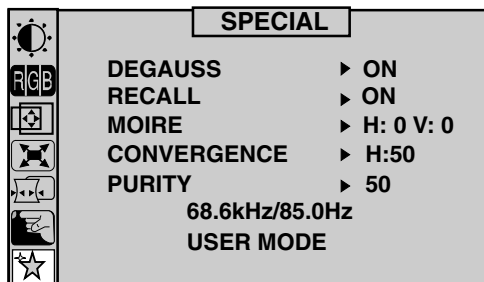 SPECIAL
RGB
DEGAUSS ▶ ON
RECALL ▶ ON
MOIRE ▶ H: 0 V: 0
CONVERGENCE ▶ H:50
PURITY ▶ 50
68.6kHz/85.0Hz
USER MODE